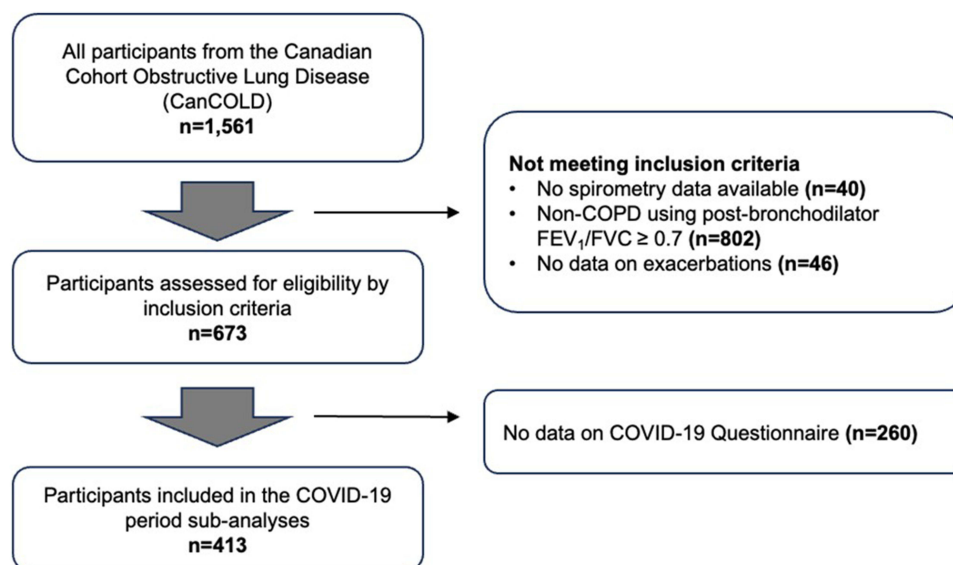 All participants from the Canadian
Cohort Obstructive Lung Disease
(CanCOLD)
n=1,561
Not meeting inclusion criteria
• No spirometry data available (n=40)
• Non-COPD using post-bronchodilator
FEV₁/FVC ≥ 0.7 (n=802)
• No data on exacerbations (n=46)
Participants assessed for eligibility by
inclusion criteria
n=673
No data on COVID-19 Questionnaire (n=260)
Participants included in the COVID-19
period sub-analyses
n=413